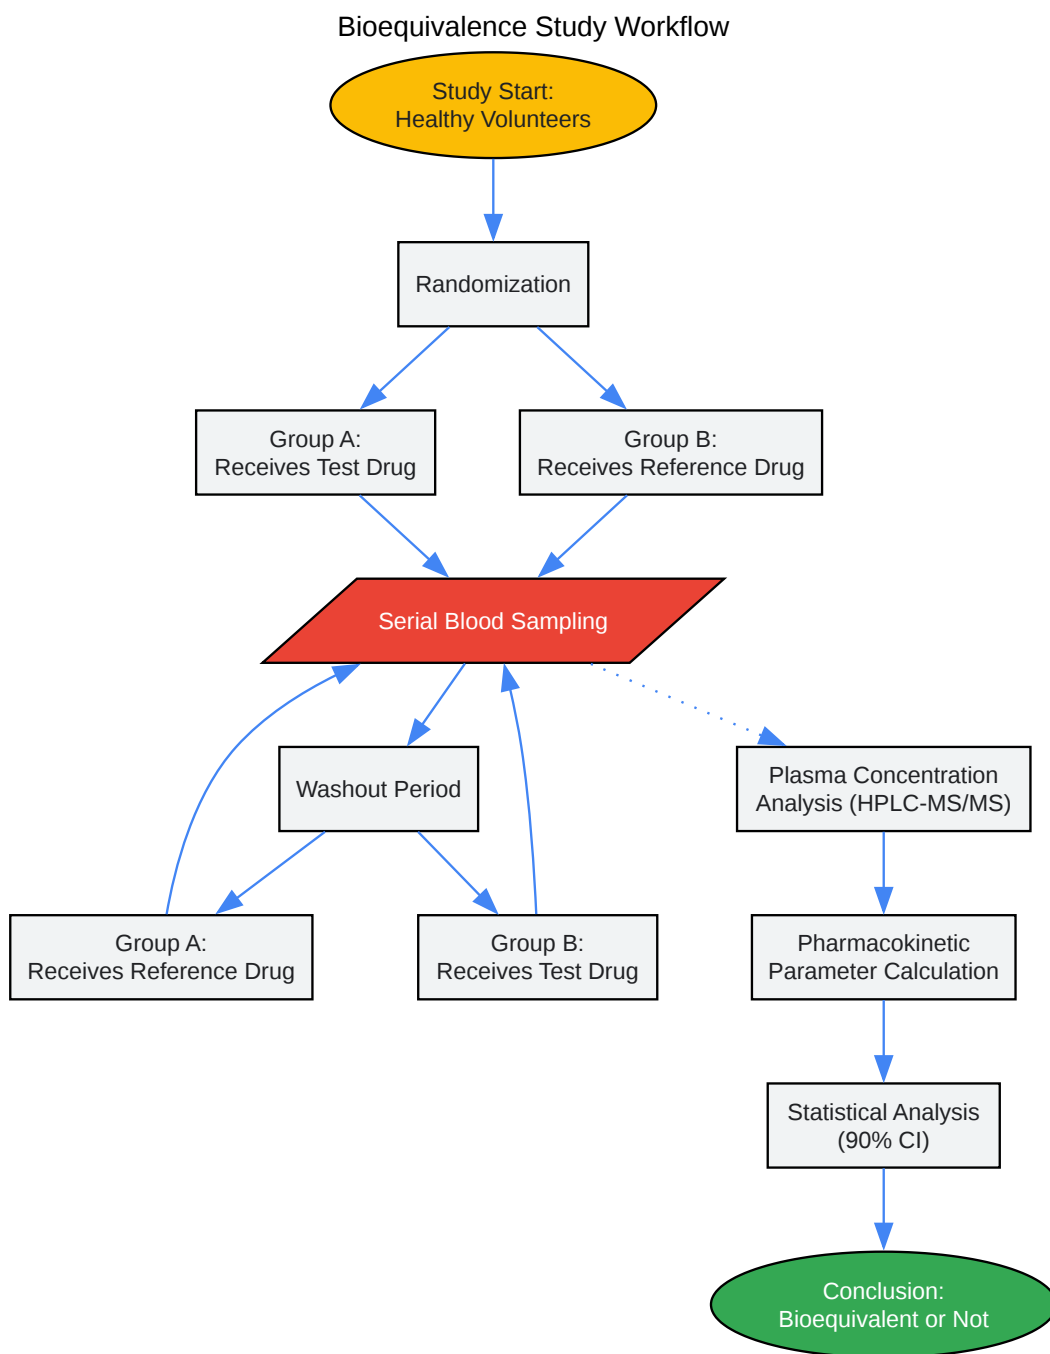 Bioequivalence Study Workflow
Study Start:
Healthy Volunteers
Randomization
Group A:
Receives Test Drug
Group B:
Receives Reference Drug
Serial Blood Sampling
Washout Period
Plasma Concentration
Analysis (HPLC-MS/MS)
Group A:
Receives Reference Drug
Group B:
Receives Test Drug
Pharmacokinetic
Parameter Calculation
Statistical Analysis
(90% CI)
Conclusion:
Bioequivalent or Not